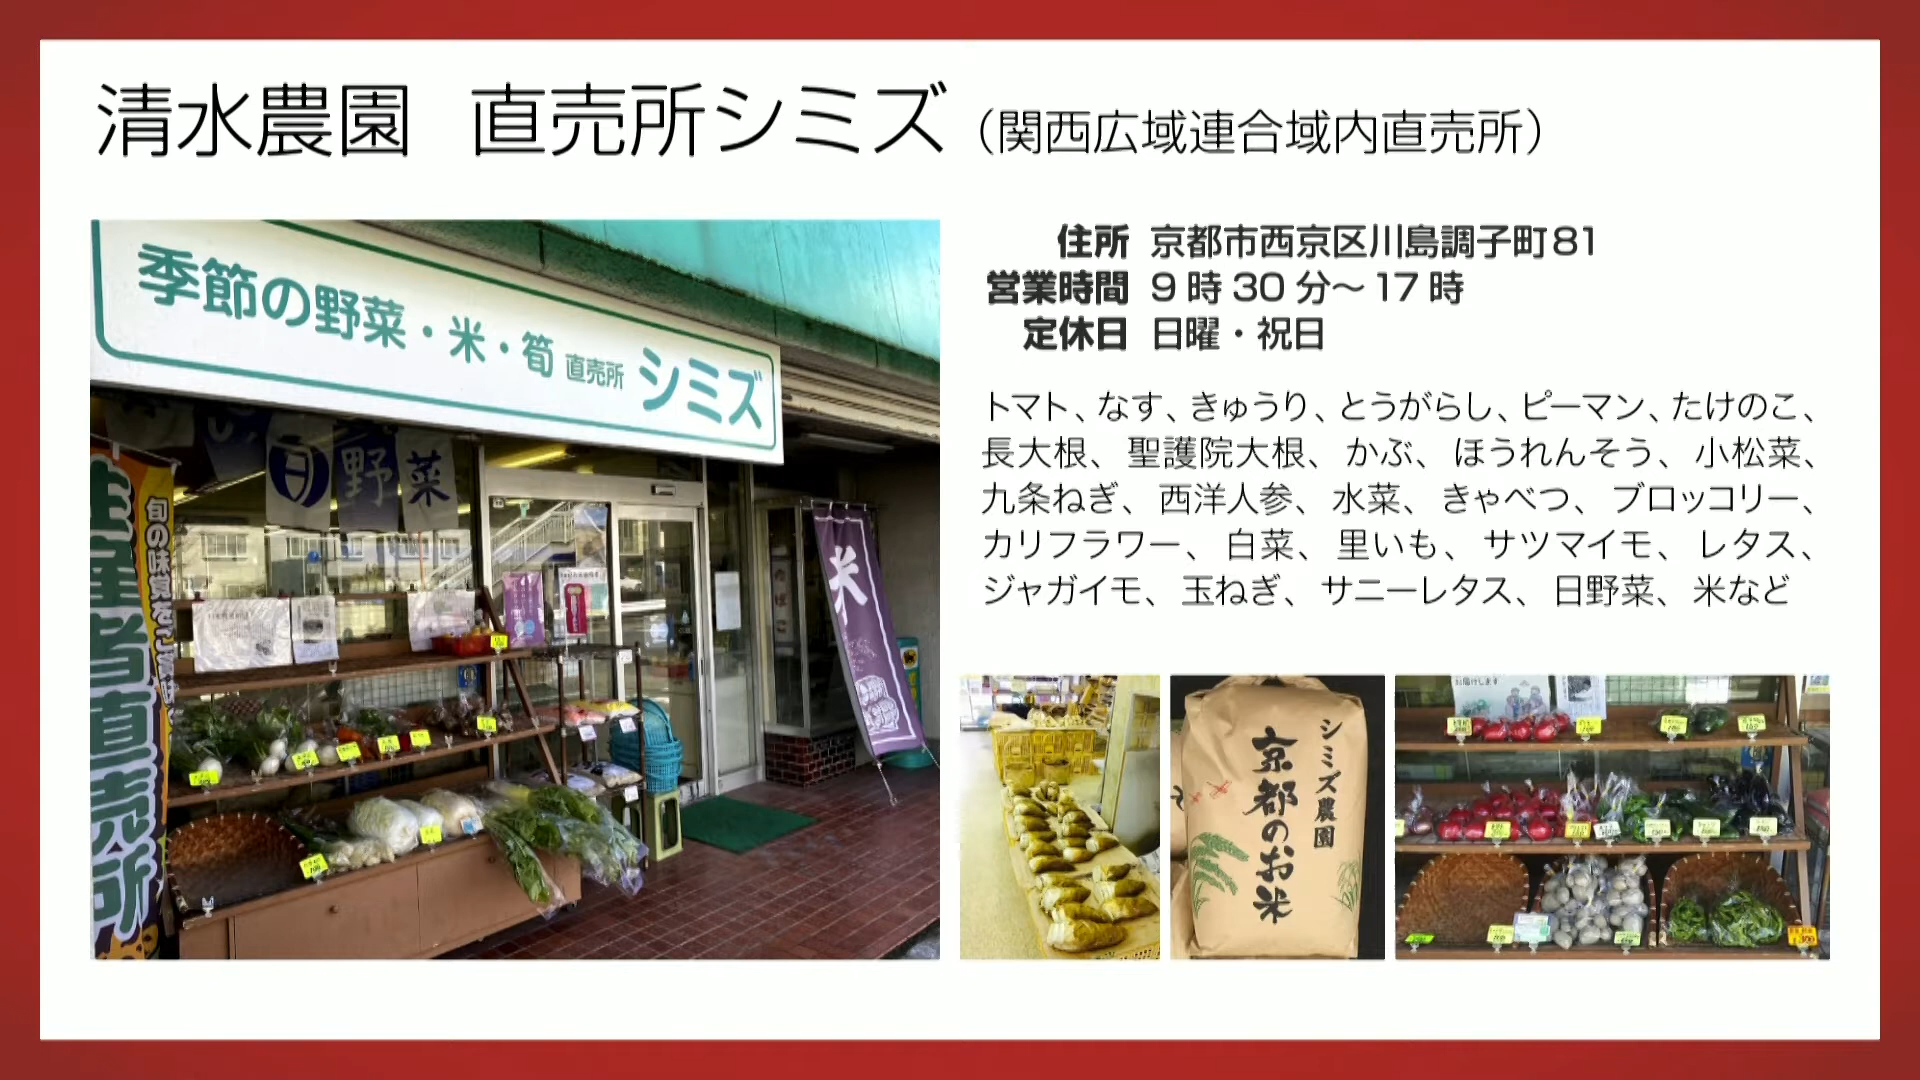 清水農園 直売所シミズ（関西広域連合域内直売所）
季節の野菜・米・筍 直売所 シミズ
旬 野菜
生産者直売所
旬の味覚をご
米
住所 京都市西京区川島調子町81
営業時間 9時30分〜17時
定休日 日曜・祝日
トマト、なす、きゅうり、とうがらし、ピーマン、たけのこ、
長大根、聖護院大根、かぶ、ほうれんそう、小松菜、
九条ねぎ、西洋人参、水菜、きゃべつ、ブロッコリー、
カリフラワー、白菜、里いも、サツマイモ、レタス、
ジャガイモ、玉ねぎ、サニーレタス、日野菜、米など
シミズ農園
京都のお米
お届けします